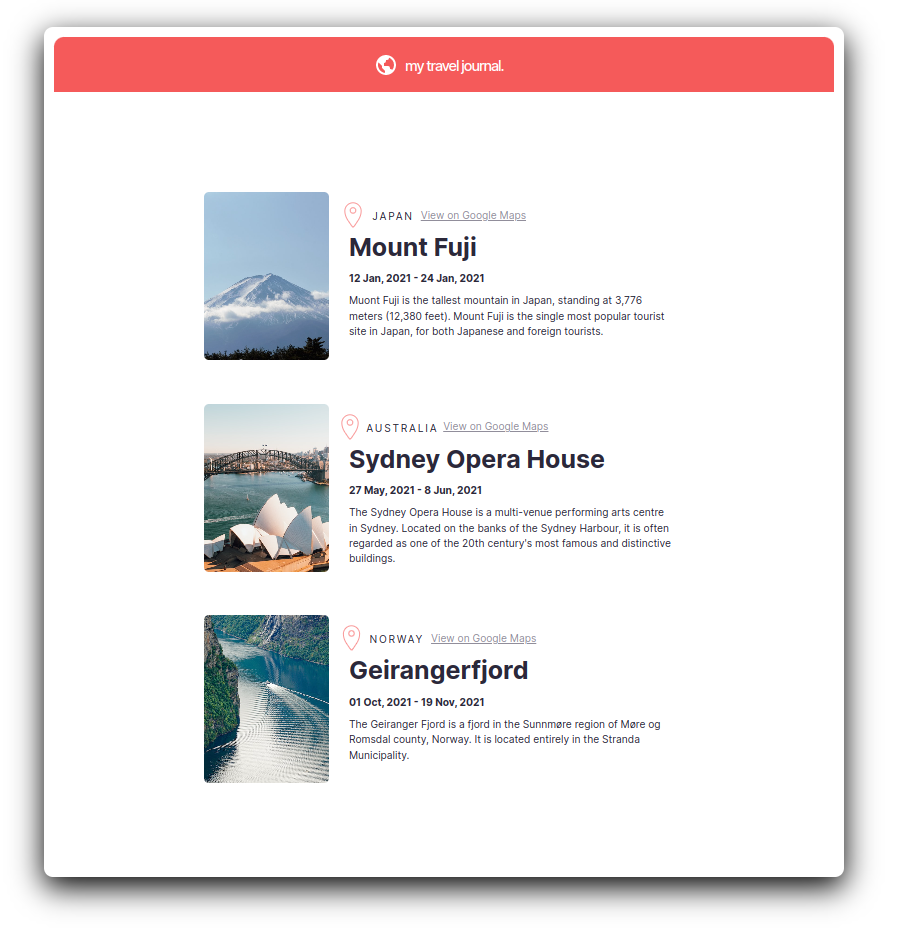 my travel journal.
JAPAN View on Google Maps
Mount Fuji
12 Jan, 2021 - 24 Jan, 2021
Muont Fuji is the tallest mountain in Japan, standing at 3,776
meters (12,380 feet). Mount Fuji is the single most popular tourist
site in Japan, for both Japanese and foreign tourists.
AUSTRALIA View on Google Maps
Sydney Opera House
27 May, 2021 - 8 Jun, 2021
The Sydney Opera House is a multi-venue performing arts centre
in Sydney. Located on the banks of the Sydney Harbour, it is often
regarded as one of the 20th century's most famous and distinctive
buildings.
NORWAY View on Google Maps
Geirangerfjord
01 Oct, 2021 - 19 Nov, 2021
The Geiranger Fjord is a fjord in the Sunnmøre region of Møre og
Romsdal county, Norway. It is located entirely in the Stranda
Municipality.